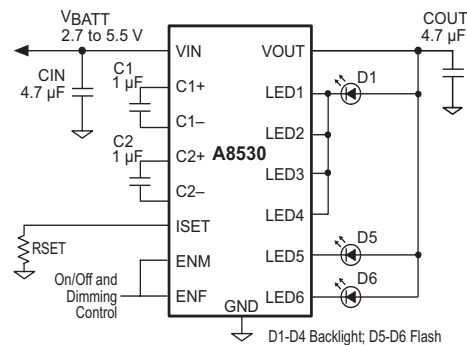 VBATT
2.7 to 5.5 V
CIN
4.7 µF
C1
1 µF
C2
1 µF
RSET
On/Off and
Dimming
Control
VIN
C1+
C1–
C2+
C2–
ISET
ENM
ENF
GND
A8530
VOUT
LED1
LED2
LED3
LED4
LED5
LED6
COUT
4.7 µF
D1
D5
D6
D1-D4 Backlight; D5-D6 Flash